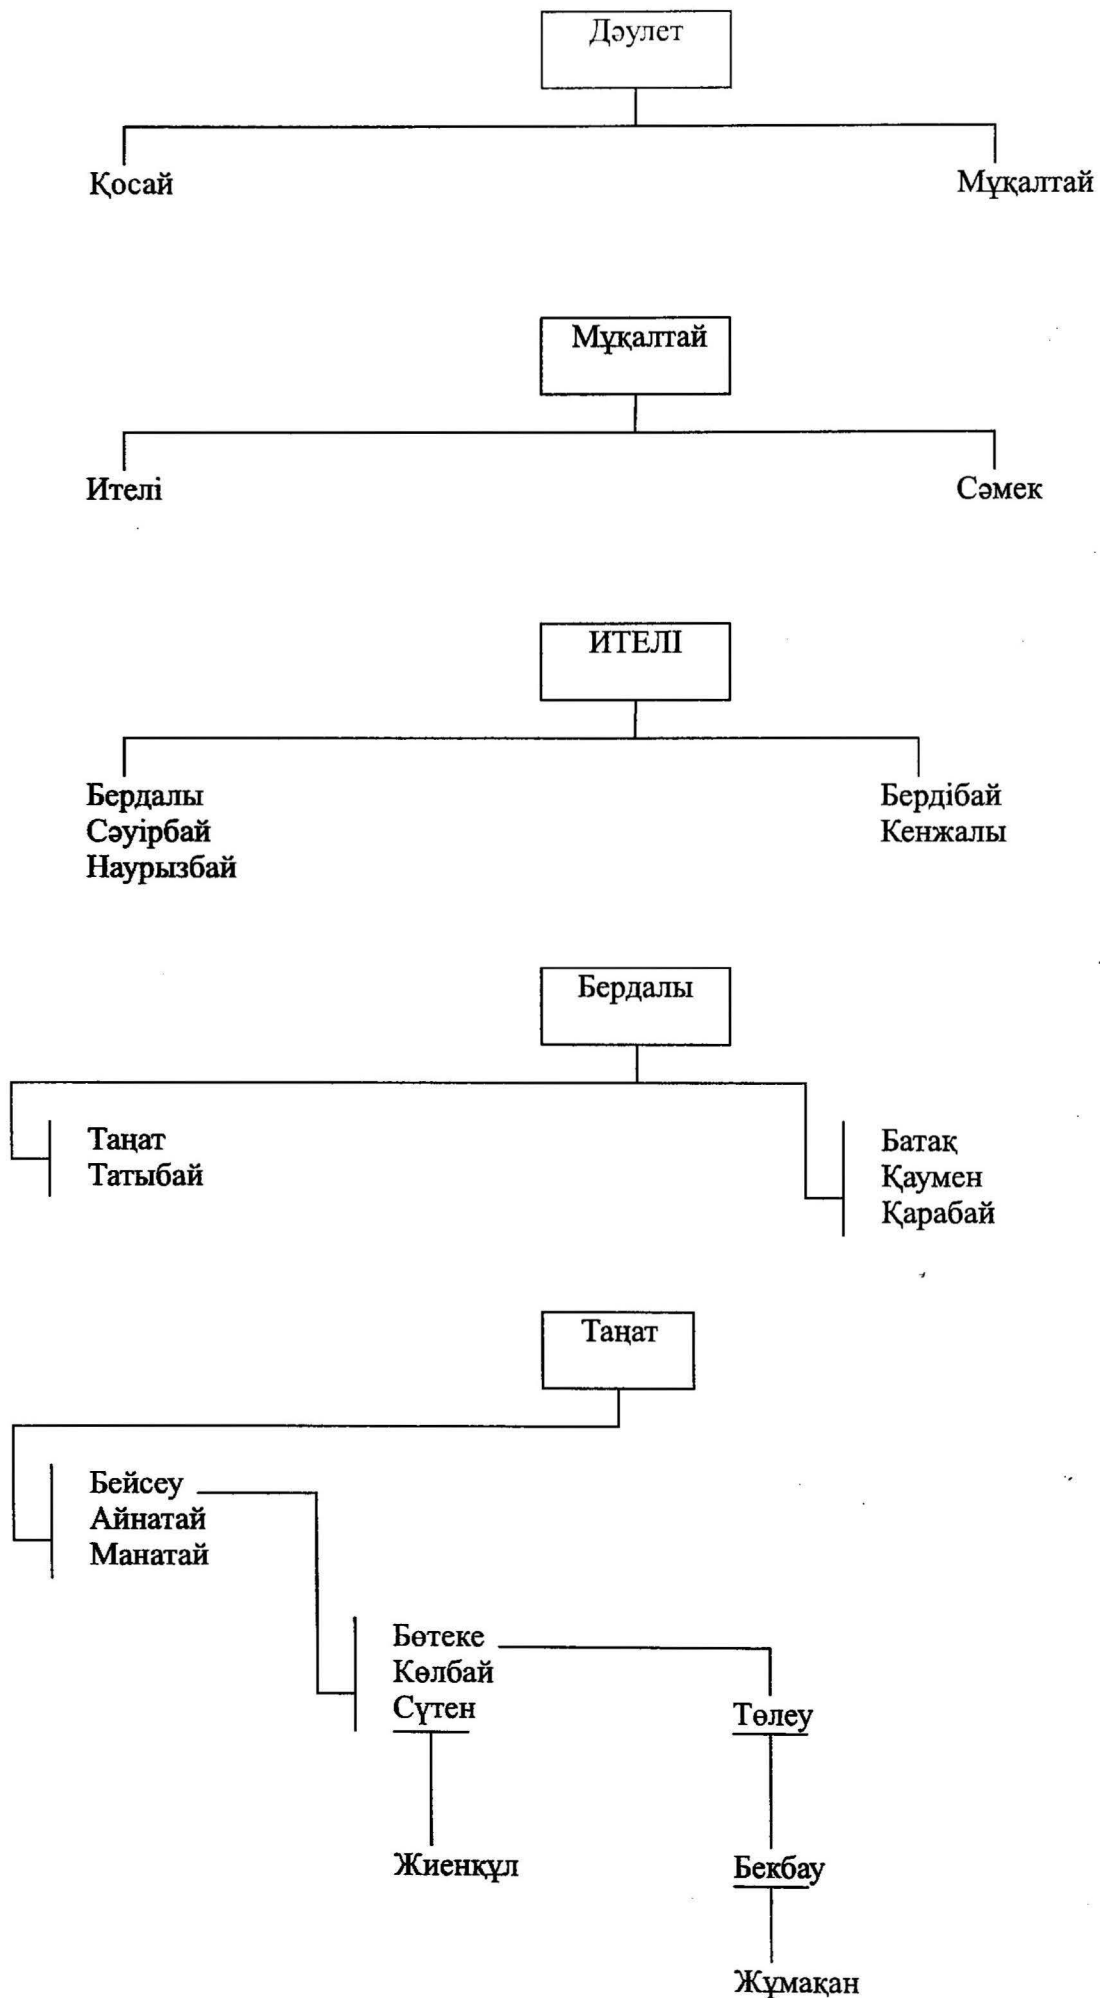 Дәулет
Қосай
Мұқалтай
Мұқалтай
Ителі
Сәмек
ИТЕЛІ
Бердалы
Сәуірбай
Наурызбай
Бердібай
Кенжалы
Бердалы
Таңат
Татыбай
Батақ
Қаумен
Қарабай
Таңат
Бейсеу
Айнатай
Манатай
Бөтеке
Көлбай
Сүтен
Төлеу
Жиенқұл
Бекбау
Жұмақан